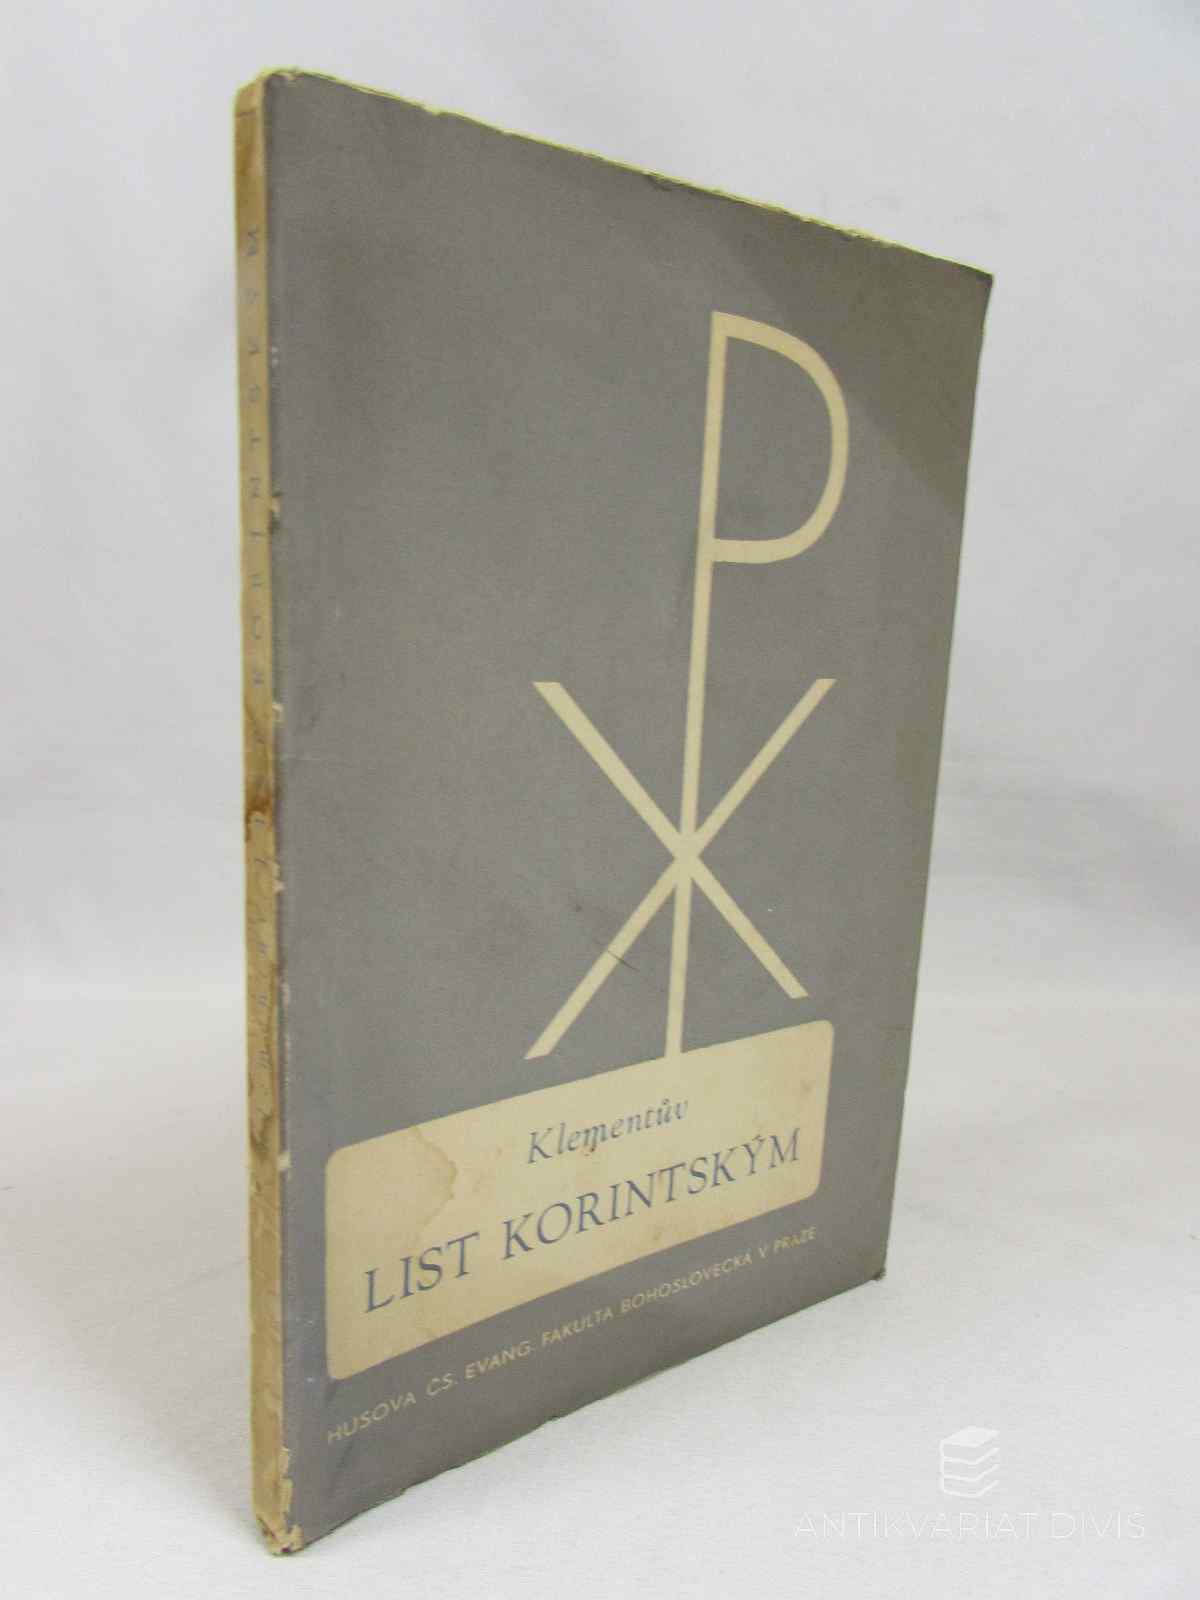 Klementův
LIST KORINTSKÝM
HUSOVA ČS. EVANG. FAKULTA BOHOSLOVECKÁ V PRAZE
ANTIKVARIAT DIVIS